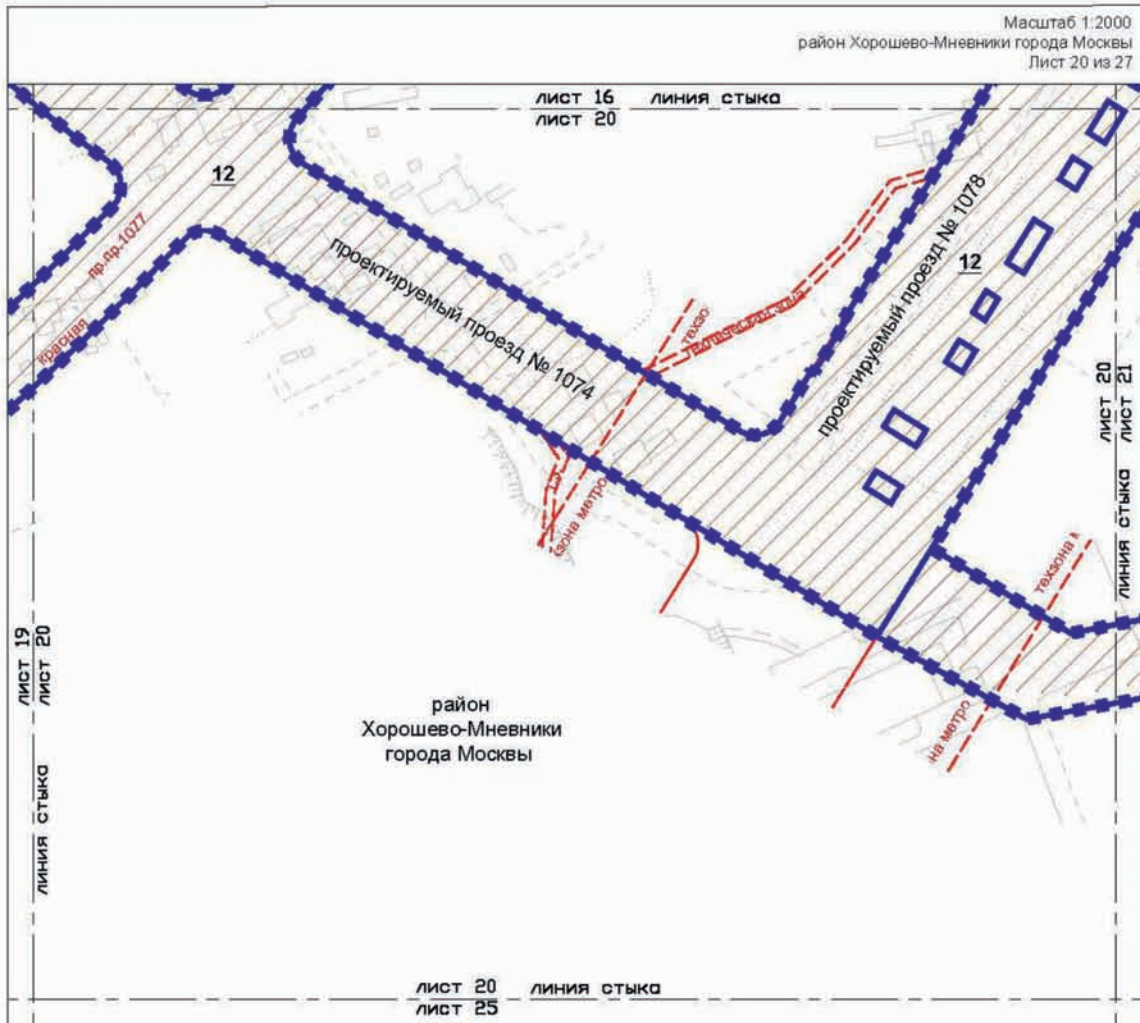 Масштаб 1:2000
район Хорошево-Мневники города Москвы
Лист 20 из 27
лист 16 линия стыка
лист 20
12
пр.пр.1077
красная
проектируемый проезд № 1074
техзо
техническая зона
проектируемый проезд № 1078
12
зона метро
техзона м
на метро
лист 20
лист 21
линия стыка
лист 19
лист 20
линия стыка
район
Хорошево-Мневники
города Москвы
лист 20 линия стыка
лист 25